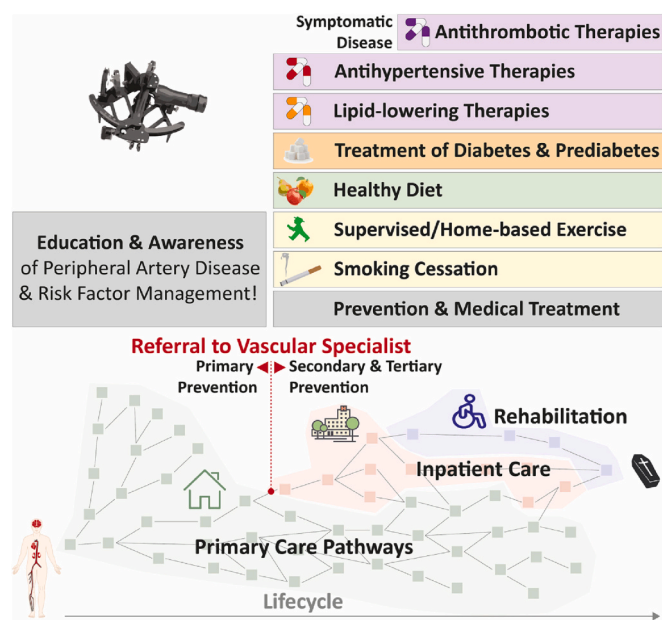 Symptomatic
Disease
Antithrombotic Therapies
Antihypertensive Therapies
Lipid-lowering Therapies
Treatment of Diabetes & Prediabetes
Healthy Diet
Supervised/Home-based Exercise
Smoking Cessation
Prevention & Medical Treatment
Education & Awareness
of Peripheral Artery Disease
& Risk Factor Management!
Referral to Vascular Specialist
Primary
Prevention
Secondary & Tertiary
Prevention
Rehabilitation
Inpatient Care
Primary Care Pathways
Lifecycle